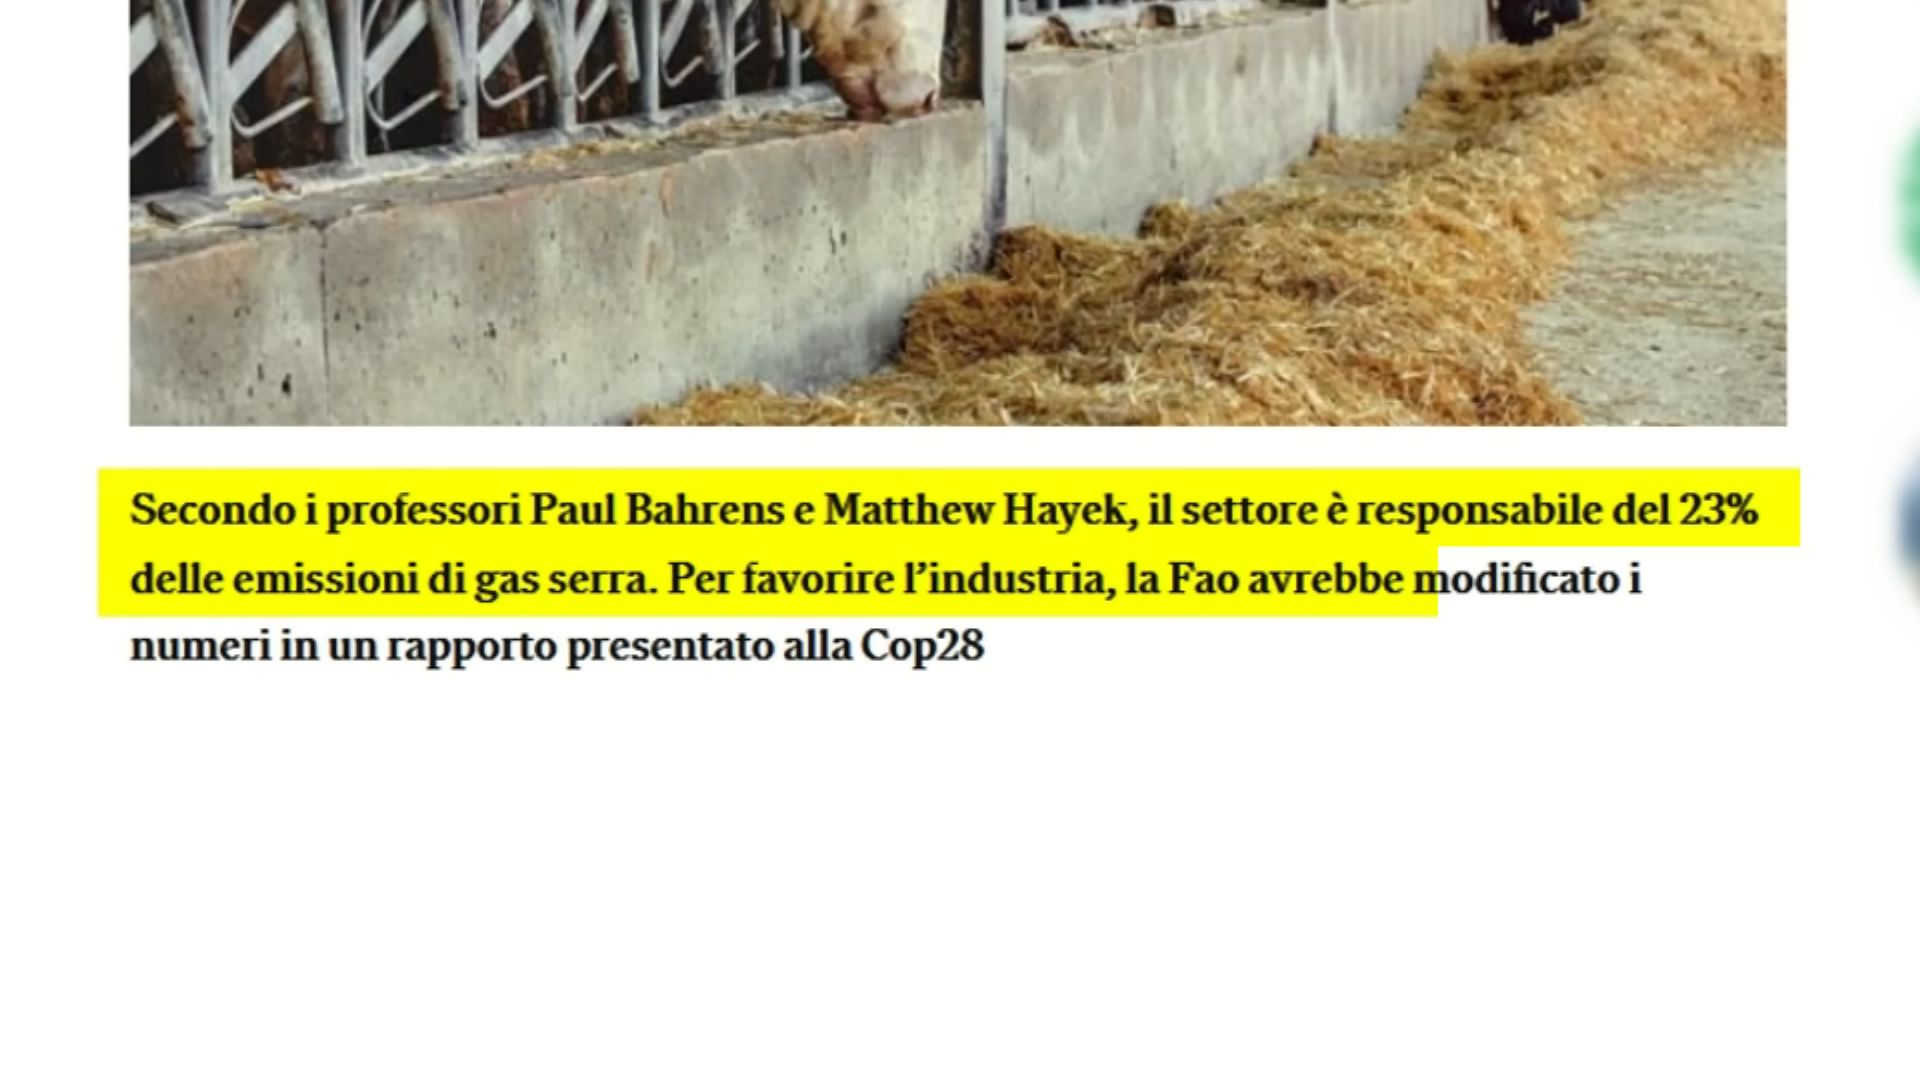 Secondo i professori Paul Bahrens e Matthew Hayek, il settore è responsabile del 23%
delle emissioni di gas serra. Per favorire l’industria, la Fao avrebbe modificato i
numeri in un rapporto presentato alla Cop28